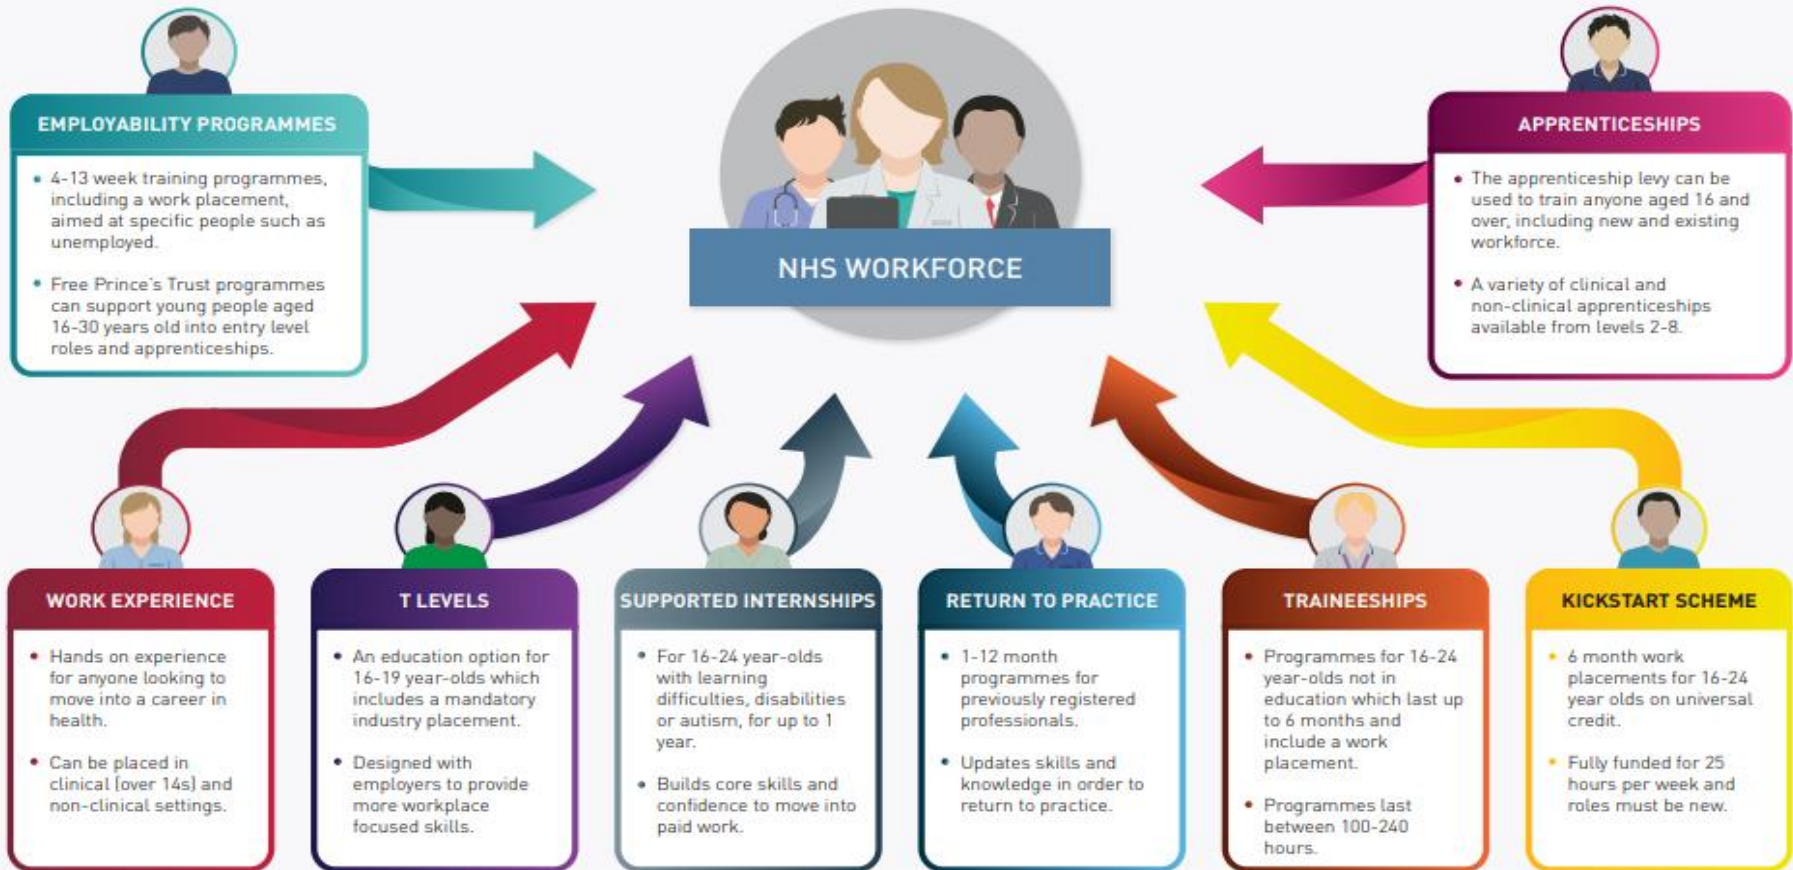 EMPLOYABILITY PROGRAMMES
• 4-13 week training programmes,
including a work placement,
aimed at specific people such as
unemployed.
• Free Prince's Trust programmes
can support young people aged
16-30 years old into entry level
roles and apprenticeships.
NHS WORKFORCE
APPRENTICESHIPS
• The apprenticeship levy can be
used to train anyone aged 16 and
over, including new and existing
workforce.
• A variety of clinical and
non-clinical apprenticeships
available from levels 2-8.
WORK EXPERIENCE
• Hands on experience
for anyone looking to
move into a career in
health.
• Can be placed in
clinical (over 14s) and
non-clinical settings.
T LEVELS
• An education option for
16-19 year-olds which
includes a mandatory
industry placement.
• Designed with
employers to provide
more workplace
focused skills.
SUPPORTED INTERNSHIPS
• For 16-24 year-olds
with learning
difficulties, disabilities
or autism, for up to 1
year.
• Builds core skills and
confidence to move into
paid work.
RETURN TO PRACTICE
• 1-12 month
programmes for
previously registered
professionals.
• Updates skills and
knowledge in order to
return to practice.
TRAINEESHIPS
• Programmes for 16-24
year-olds not in
education which last up
to 6 months and
include a work
placement.
• Programmes last
between 100-240
hours.
KICKSTART SCHEME
• 6 month work
placements for 16-24
year olds on universal
credit.
• Fully funded for 25
hours per week and
roles must be new.